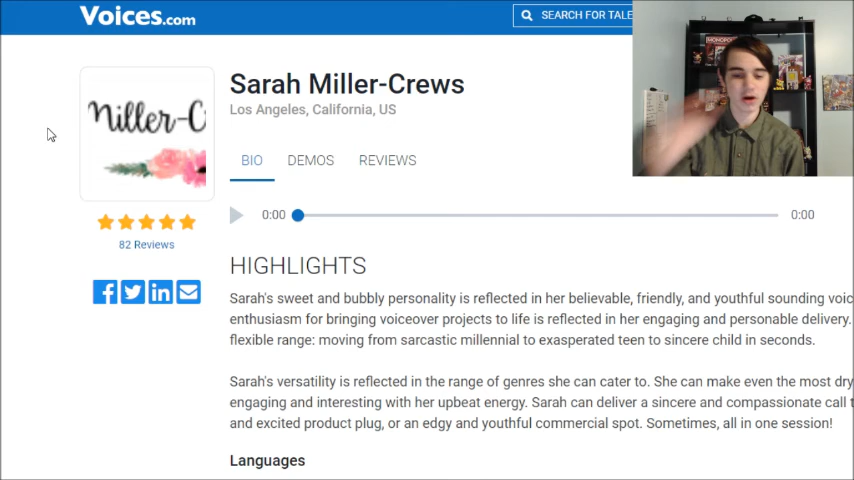 Voices.com
SEARCH FOR TALE
Sarah Miller-Crews
Los Angeles, California, US
Miller-C
BIO DEMOS REVIEWS
0:00 0:00
82 Reviews
HIGHLIGHTS
Sarah's sweet and bubbly personality is reflected in her believable, friendly, and youthful sounding voic
enthusiasm for bringing voiceover projects to life is reflected in her engaging and personable delivery.
flexible range: moving from sarcastic millennial to exasperated teen to sincere child in seconds.
Sarah's versatility is reflected in the range of genres she can cater to. She can make even the most dry
engaging and interesting with her upbeat energy. Sarah can deliver a sincere and compassionate call t
and excited product plug, or an edgy and youthful commercial spot. Sometimes, all in one session!
Languages
MONOPOLY